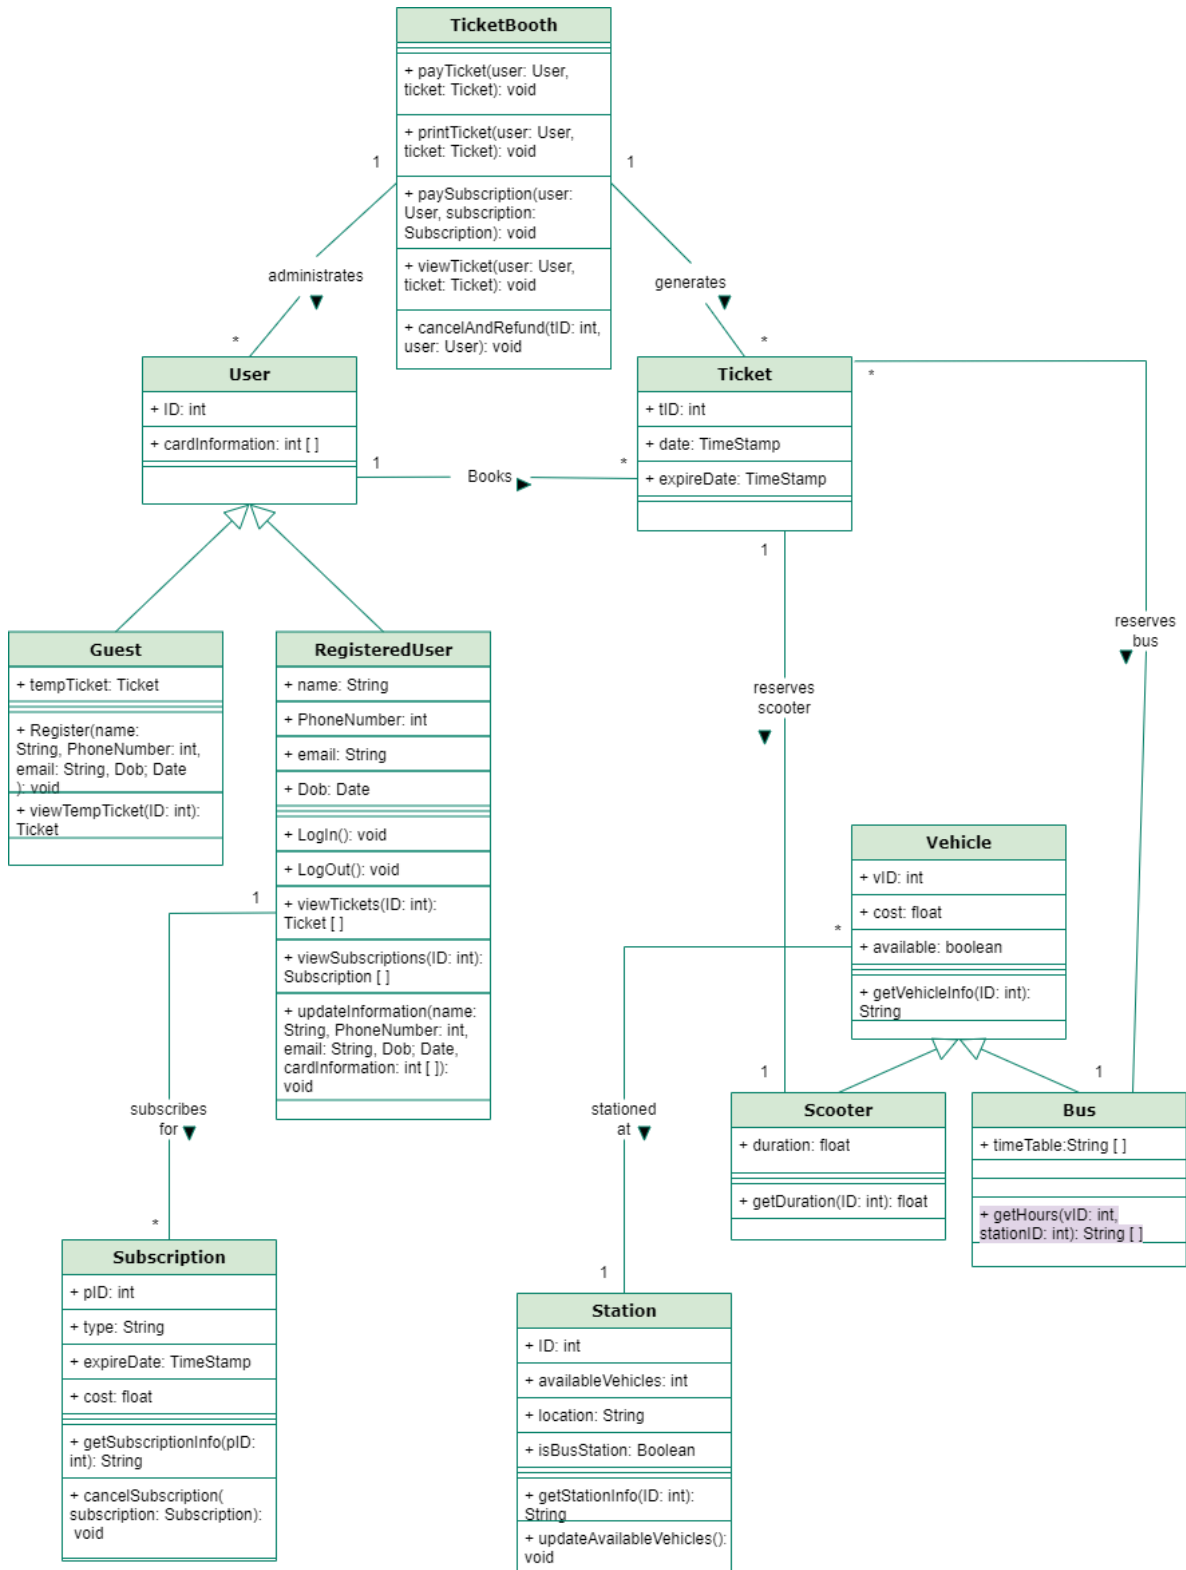 TicketBooth
+ payTicket(user: User,
ticket: Ticket): void
+ printTicket(user: User,
ticket: Ticket): void
+ paySubscription(user:
User, subscription:
Subscription): void
+ viewTicket(user: User,
ticket: Ticket): void
+ cancelAndRefund(tID: int,
user: User): void
1
1
administrates
generates
*
*
User
+ ID: int
+ cardInformation: int [ ]
Ticket
+ tID: int
+ date: TimeStamp
+ expireDate: TimeStamp
*
1
Books
*
1
reserves
bus
reserves
scooter
Guest
+ tempTicket: Ticket
+ Register(name:
String, PhoneNumber: int,
email: String, Dob; Date
): void
+ viewTempTicket(ID: int):
Ticket
RegisteredUser
+ name: String
+ PhoneNumber: int
+ email: String
+ Dob: Date
+ LogIn(): void
+ LogOut(): void
+ viewTickets(ID: int):
Ticket [ ]
+ viewSubscriptions(ID: int):
Subscription [ ]
+ updateInformation(name:
String, PhoneNumber: int,
email: String, Dob; Date,
cardInformation: int [ ]):
void
1
Vehicle
+ vID: int
+ cost: float
+ available: boolean
+ getVehicleInfo(ID: int):
String
*
1
1
subscribes
for
stationed
at
Scooter
+ duration: float
+ getDuration(ID: int): float
Bus
+ timeTable:String [ ]
+ getHours(vID: int,
stationID: int): String [ ]
*
1
Subscription
+ pID: int
+ type: String
+ expireDate: TimeStamp
+ cost: float
+ getSubscriptionInfo(pID:
int): String
+ cancelSubscription(
subscription: Subscription):
void
Station
+ ID: int
+ availableVehicles: int
+ location: String
+ isBusStation: Boolean
+ getStationInfo(ID: int):
String
+ updateAvailableVehicles():
void